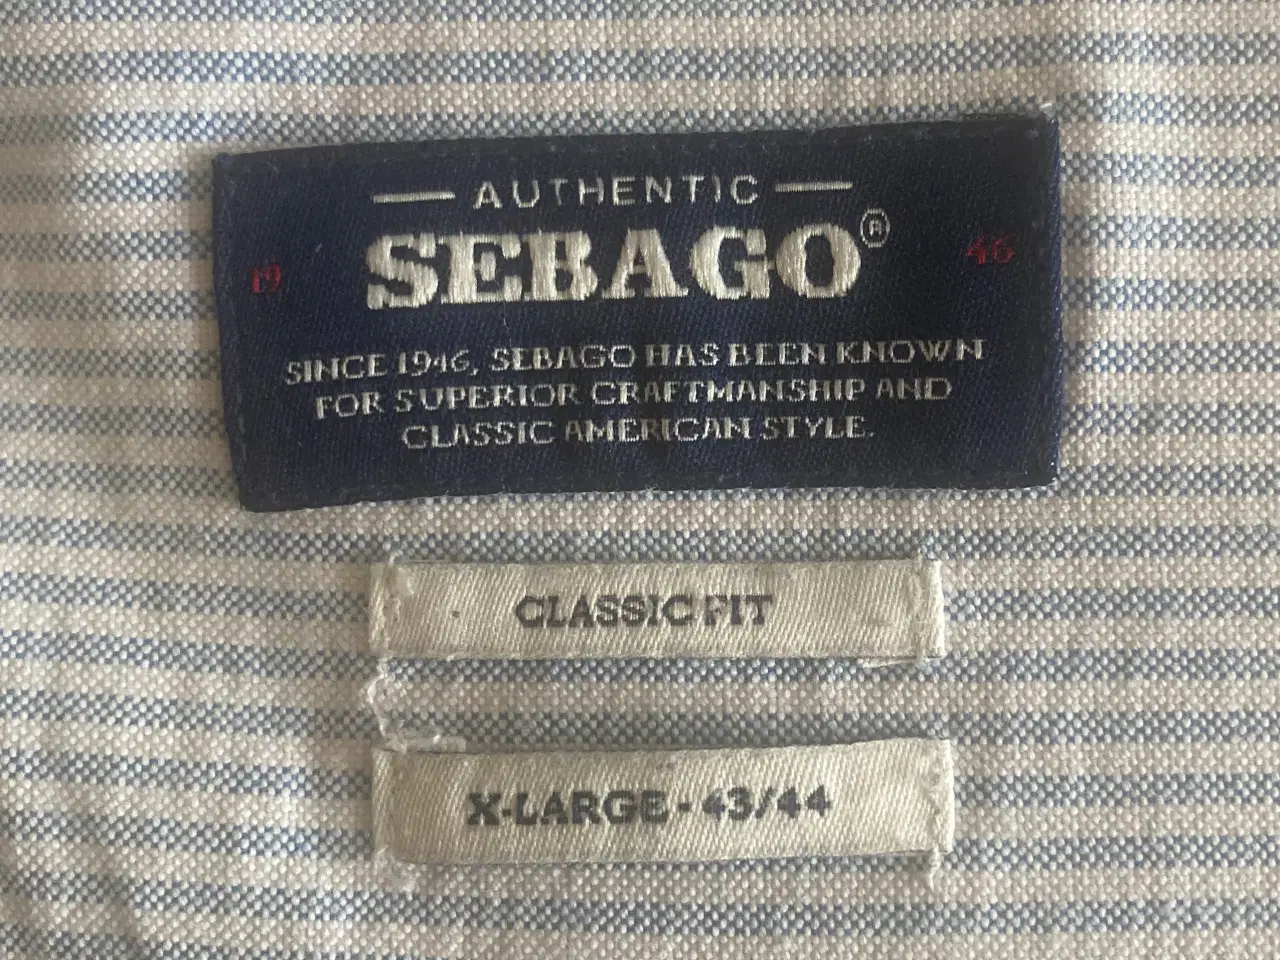 AUTHENTIC
SEBAGO®
19 46
SINCE 1946, SEBAGO HAS BEEN KNOWN
FOR SUPERIOR CRAFTMANSHIP AND
CLASSIC AMERICAN STYLE.
CLASSIC FIT
X-LARGE - 43/44